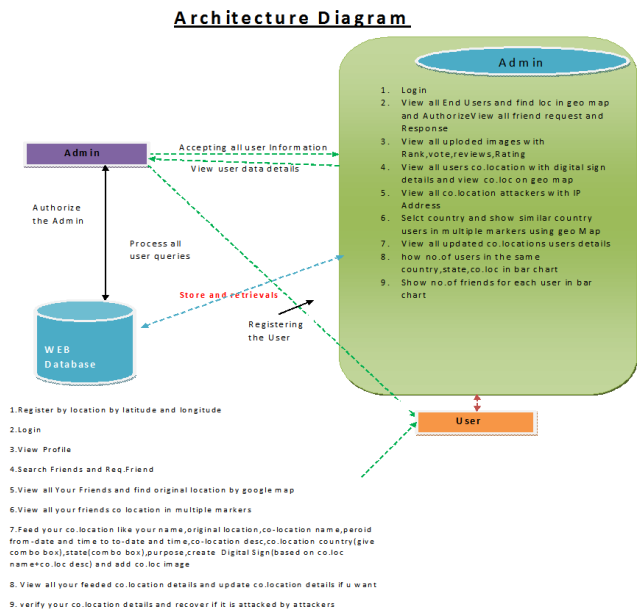 Architecture Diagram
Admin
1. Login
2. View all End Users and find loc in geo map
and AuthorizeView all friend request and
Response
3. View all uploded images with
Rank,vote,reviews,Rating
4. View all users co.location with digital sign
details and view co.loc on geo map
5. View all co.location attackers with IP
Address
6. Selct country and show similar country
users in multiple markers using geo Map
7. View all updated co.locations users details
8. how no.of users in the same
country,state,co.loc in bar chart
9. Show no.of friends for each user in bar
chart
Admin
Accepting all user Information
View user data details
Authorize
the Admin
Process all
user queries
Store and retrievals
Registering
the User
WEB
Database
User
1.Register by location by latitude and longitude
2.Login
3.View Profile
4.Search Friends and Req.Friend
5.View all Your Friends and find original location by google map
6.View all your friends co location in multiple markers
7.Feed your co.location like your name,original location,co-location name,peroid
from-date and time to to-date and time,co-location desc,co.location country(give
combo box),state(combo box),purpose,create Digital Sign(based on co.loc
name+co.loc desc) and add co.loc image
8. View all your feeded co.location details and update co.location details if u want
9. verify your co.location details and recover if it is attacked by attackers